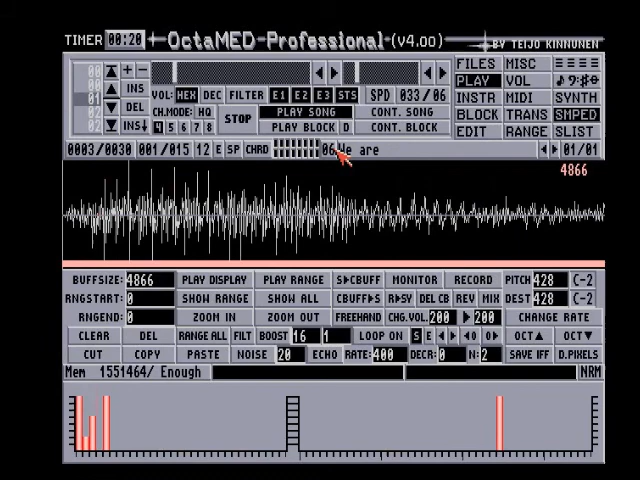 TIMER 00:20 OctaMED-Professional (v4.00) BY TEIJO KINNUNEN
00 + - FILES MISC
00 INS VOL: HEX DEC FILTER E1 E2 E3 STS SPD 033/06 PLAY VOL
01 DEL CH.MODE: HQ STOP PLAY SONG CONT. SONG INSTR MIDI SYNTH
02 4 5 6 7 8 BLOCK TRANS SMPED
02 INS↓ PLAY BLOCK D CONT. BLOCK EDIT RANGE SLIST
0003/0030 001/015 12 E SP CHRD 06 We are 01/01
4866
BUFFSIZE: 4866 PLAY DISPLAY PLAY RANGE S▸CBUFF MONITOR RECORD PITCH 428 C-2
RNGSTART: 0 SHOW RANGE SHOW ALL CBUFF▸S R▸SY DEL CB REV MIX DEST 428 C-2
RNGEND: 0 ZOOM IN ZOOM OUT FREEHAND CHG.VOL: 200 ▸ 200 CHANGE RATE
CLEAR DEL RANGE ALL FILT BOOST 16 1 LOOP ON S E ◂ ▸ ◂0 0▸ OCT▲ OCT▼
CUT COPY PASTE NOISE 20 ECHO RATE: 400 DECR: 0 N: 2 SAVE IFF D.PIXELS
Mem 1551464/ Enough NRM